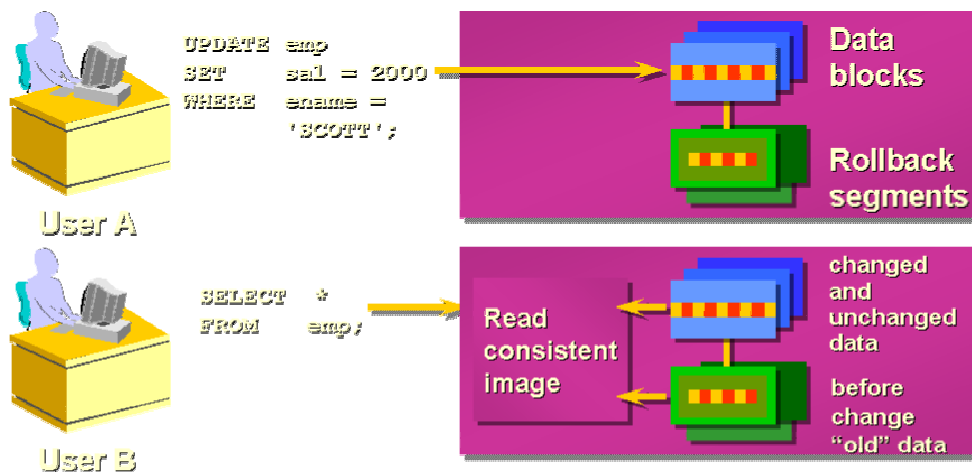 UPDATE emp
SET sal = 2000
WHERE ename =
'SCOTT';
Data
blocks
Rollback
segments
User A
SELECT *
FROM emp;
Read
consistent
image
changed
and
unchanged
data
before
change
“old” data
User B